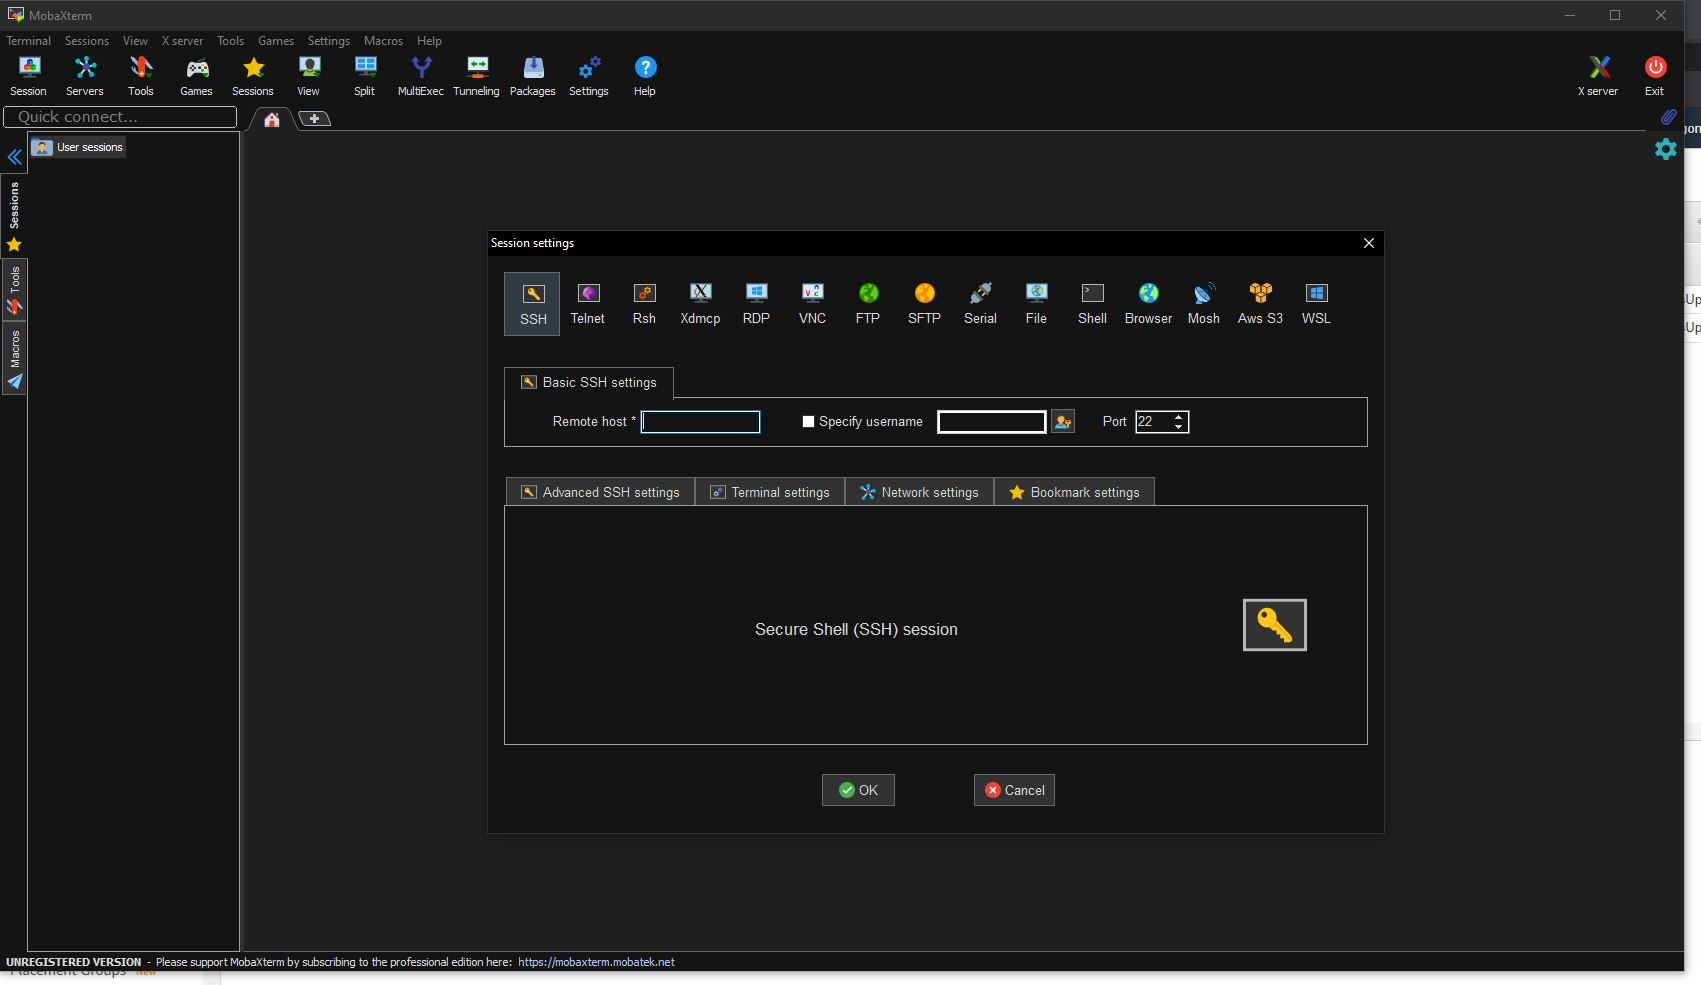 MobaXterm
Terminal Sessions View X server Tools Games Settings Macros Help
Session Servers Tools Games Sessions View Split MultiExec Tunneling Packages Settings Help X server Exit
Quick connect...
User sessions
Sessions
Tools
Macros
Session settings
SSH Telnet Rsh Xdmcp RDP VNC FTP SFTP Serial File Shell Browser Mosh Aws S3 WSL
Basic SSH settings
Remote host * Specify username Port 22
Advanced SSH settings Terminal settings Network settings Bookmark settings
Secure Shell (SSH) session
OK Cancel
UNREGISTERED VERSION - Please support MobaXterm by subscribing to the professional edition here: https://mobaxterm.mobatek.net
Placement Groups New